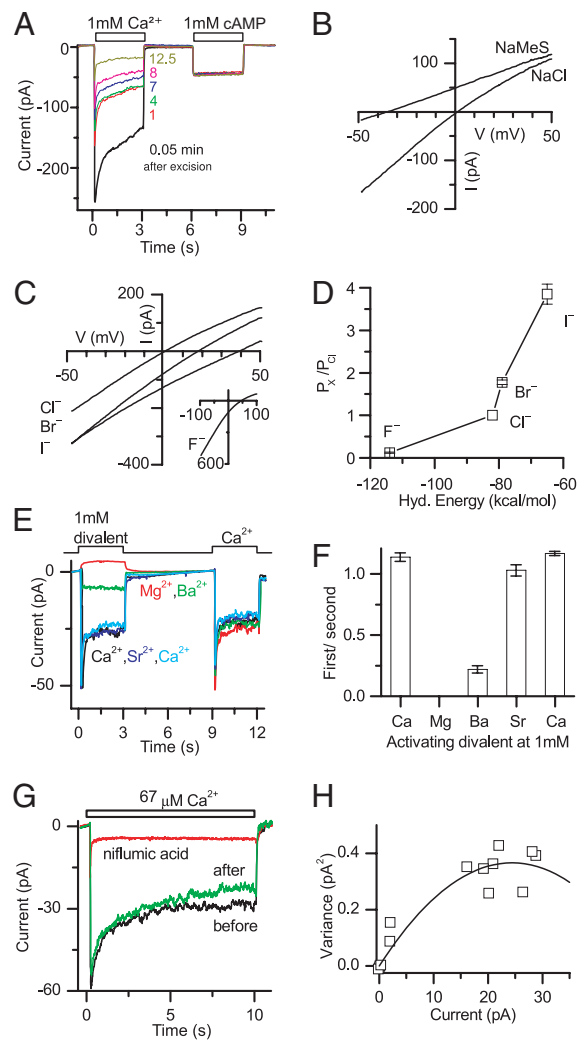 A
1mM Ca²⁺
1mM cAMP
0
-100
-200
Current (pA)
12.5
8
7
4
1
0.05 min
after excision
0 3 6 9
Time (s)
B
NaMeS
NaCl
100
-50
50
V (mV)
-100
-200
I (pA)
C
200
V (mV)
I (pA)
-50
50
Cl⁻
Br⁻
I⁻
-400
-100
100
F⁻
600
D
4
3
2
1
0
P_X/P_Cl
F⁻
Cl⁻
Br⁻
I⁻
-120 -100 -80 -60
Hyd. Energy (kcal/mol)
E
1mM
divalent
Ca²⁺
0
-50
Current (pA)
Mg²⁺,Ba²⁺
Ca²⁺,Sr²⁺,Ca²⁺
0 3 6 9 12
Time (s)
F
1.0
0.5
0.0
First/ second
Ca Mg Ba Sr Ca
Activating divalent at 1mM
G
67 μM Ca²⁺
0
-30
-60
Current (pA)
niflumic acid
after
before
0 5 10
Time (s)
H
0.4
0.2
0.0
Variance (pA²)
0 10 20 30
Current (pA)